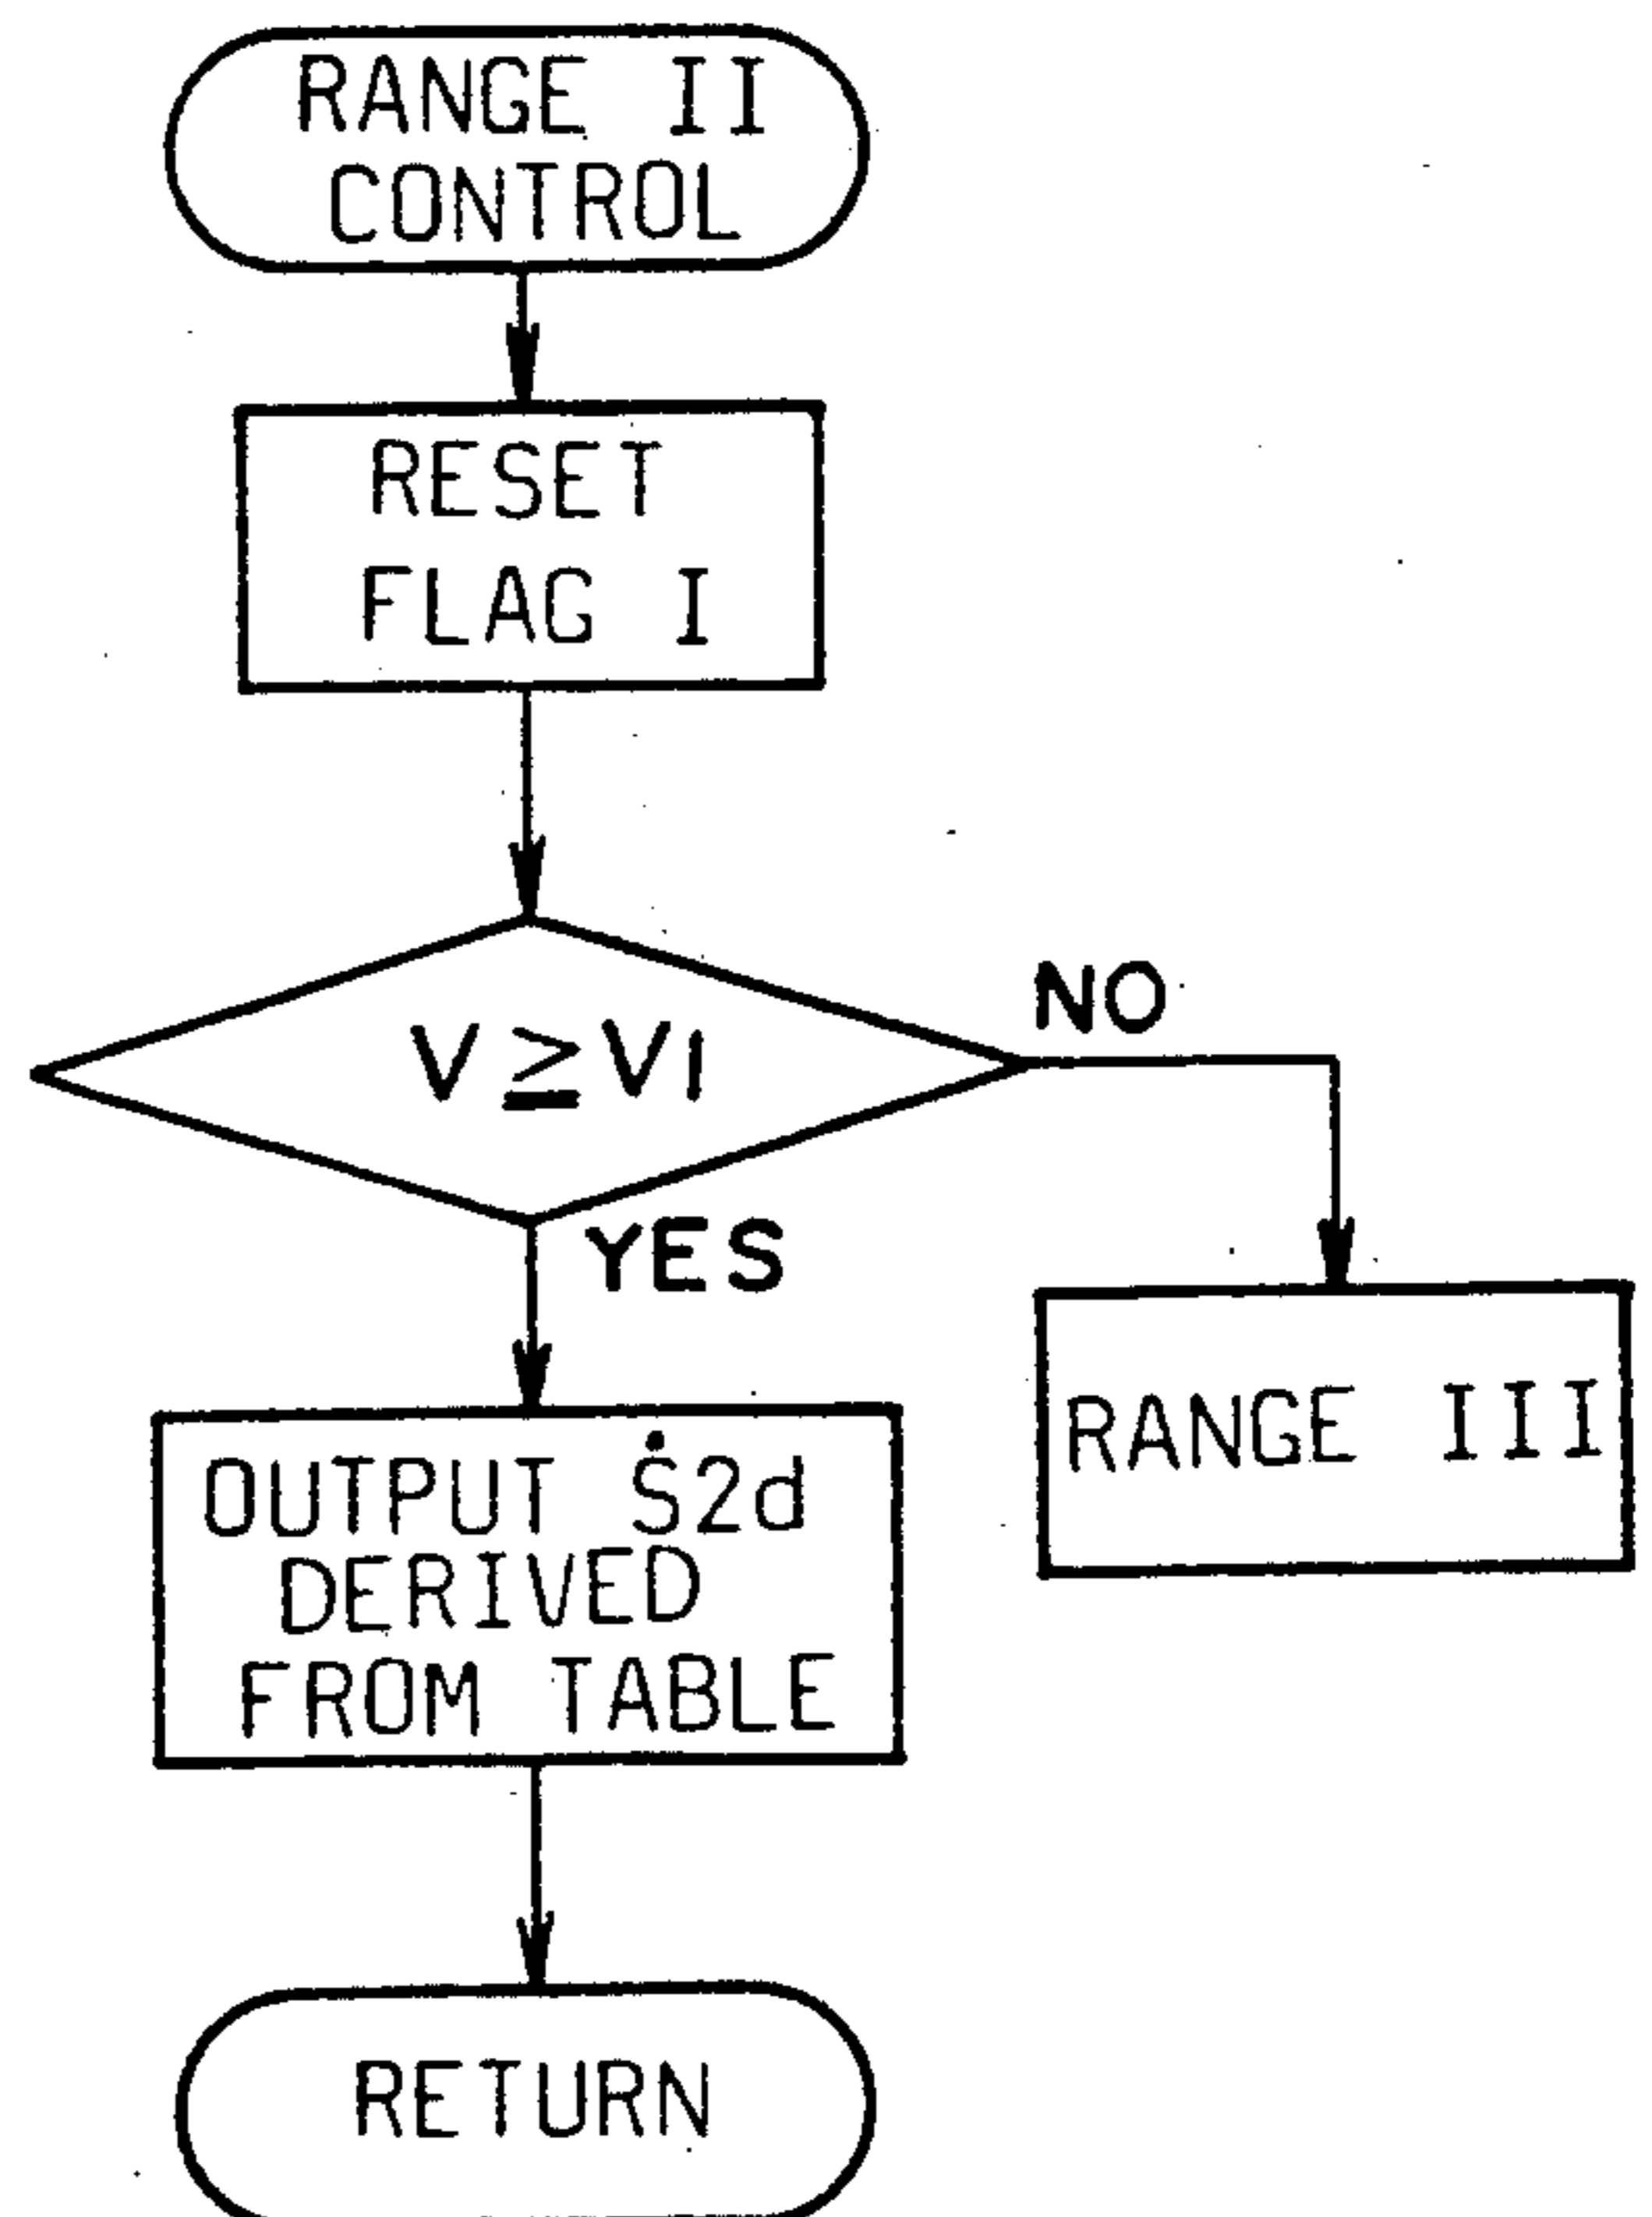 RANGE II
CONTROL
RESET
FLAG I
V ≧ V1
NO
YES
RANGE III
OUTPUT Ṡ2d
DERIVED
FROM TABLE
RETURN